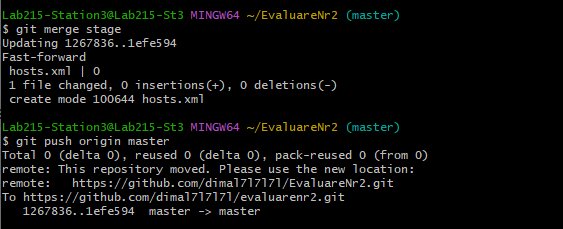 Lab215-Station3@Lab215-St3 MINGW64 ~/EvaluareNr2 (master)
$ git merge stage
Updating 1267836..1efe594
Fast-forward
 hosts.xml | 0
 1 file changed, 0 insertions(+), 0 deletions(-)
 create mode 100644 hosts.xml
Lab215-Station3@Lab215-St3 MINGW64 ~/EvaluareNr2 (master)
$ git push origin master
Total 0 (delta 0), reused 0 (delta 0), pack-reused 0 (from 0)
remote: This repository moved. Please use the new location:
remote:   https://github.com/dimal7l7l7l/EvaluareNr2.git
To https://github.com/dimal7l7l7l/evaluarenr2.git
   1267836..1efe594  master -> master